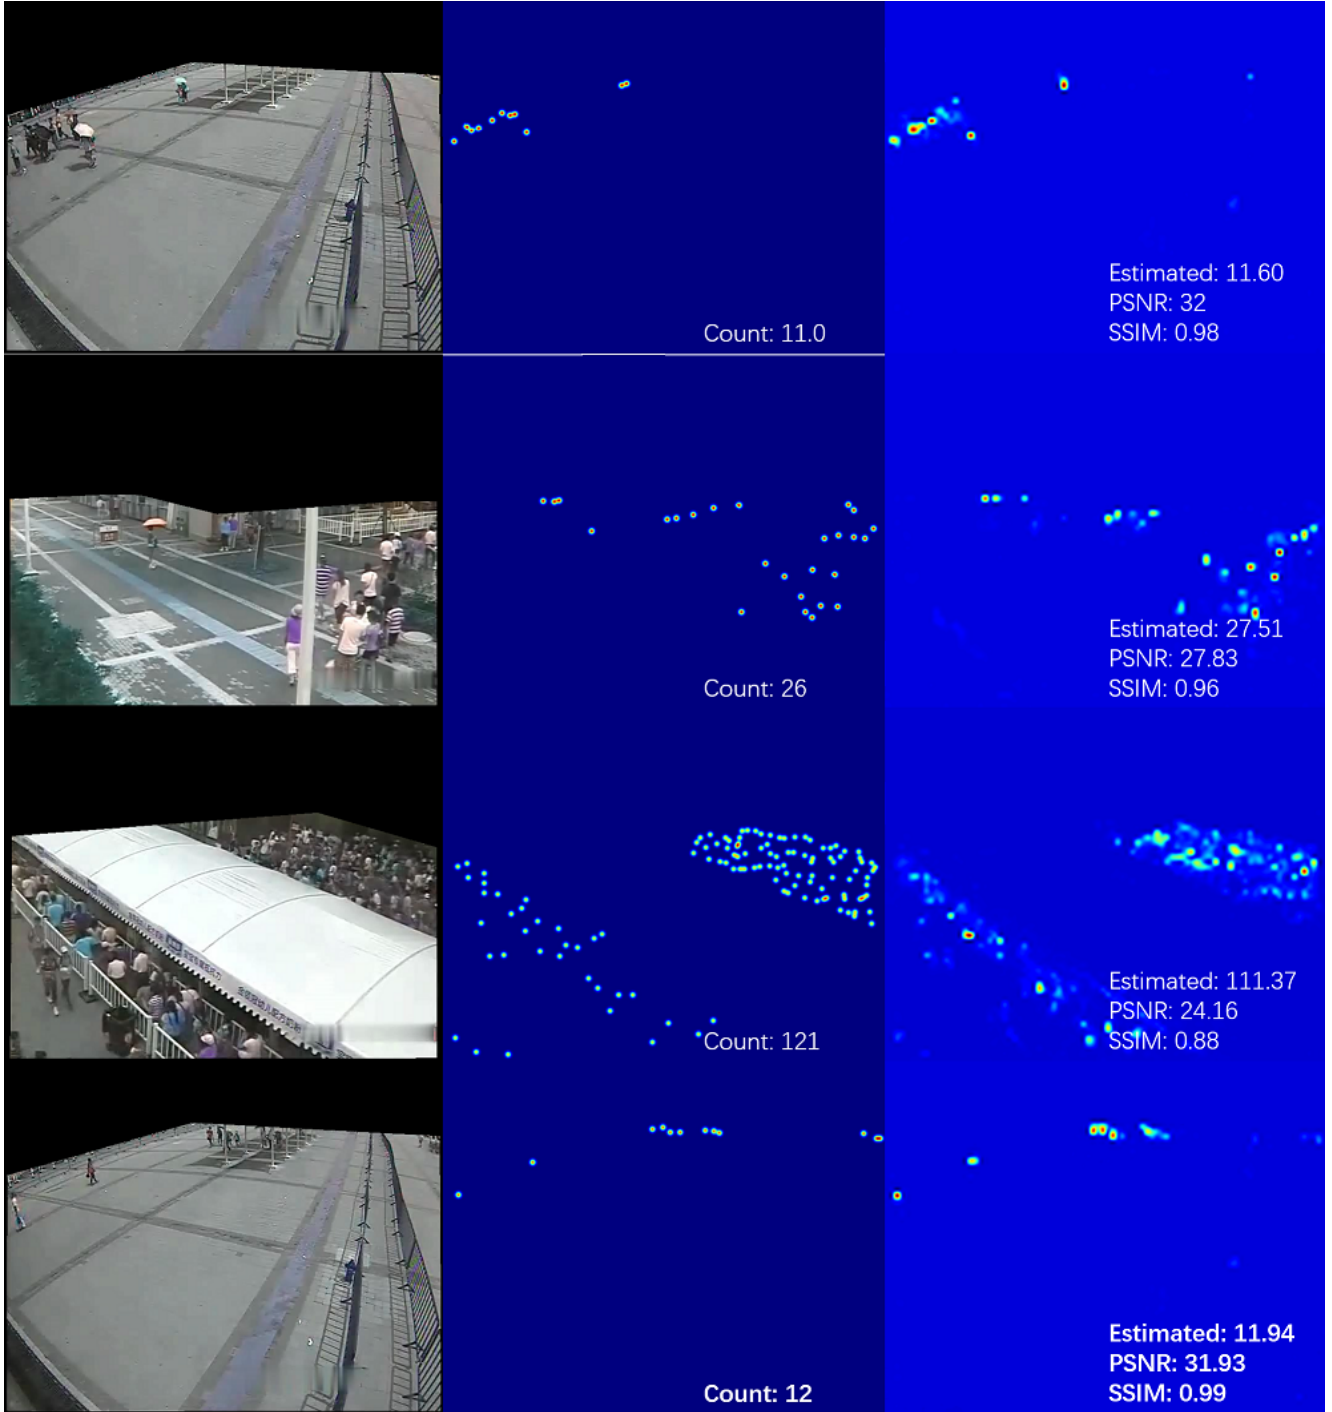 Estimated: 11.60
PSNR: 32
SSIM: 0.98
Count: 11.0
Estimated: 27.51
PSNR: 27.83
SSIM: 0.96
Count: 26
Estimated: 111.37
PSNR: 24.16
SSIM: 0.88
Count: 121
Estimated: 11.94
PSNR: 31.93
SSIM: 0.99
Count: 12